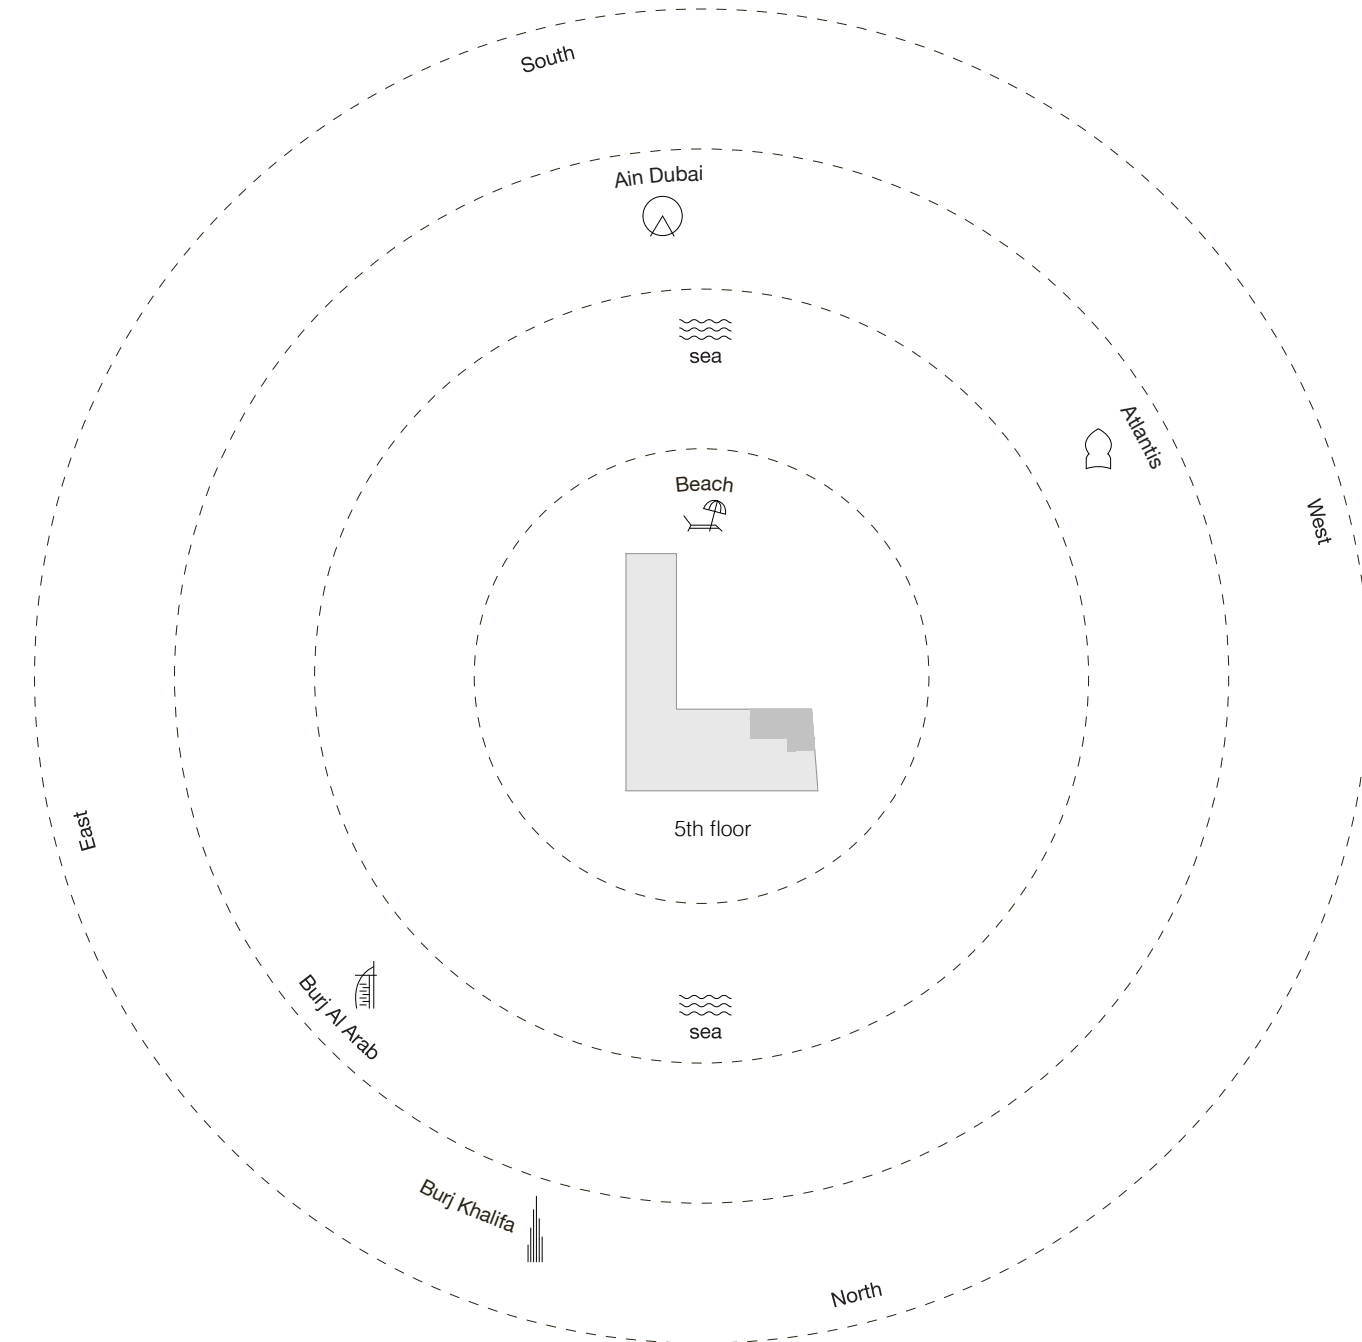 South
Ain Dubai
sea
Atlantis
Beach
West
5th floor
East
Burj Al Arab
sea
Burj Khalifa
North